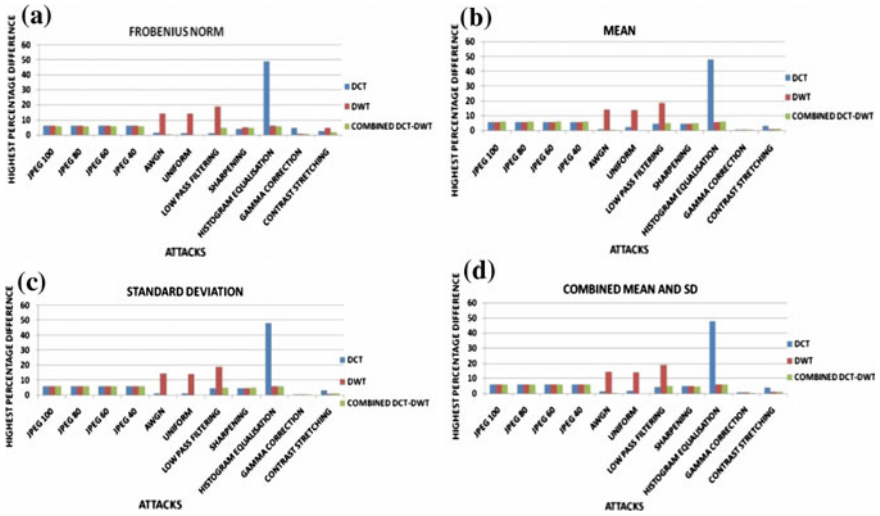 (a)
FROBENIUS NORM
HIGHEST PERCENTAGE DIFFERENCE
60
50
40
30
20
10
0
DCT
DWT
COMBINED DCT-DWT
JPEG 100
JPEG 80
JPEG 60
JPEG 40
AWGN
UNIFORM
LOW PASS FILTERING
SHARPENING
HISTOGRAM EQUALISATION
GAMMA CORRECTION
CONTRAST STRETCHING
ATTACKS
(b)
MEAN
HIGHEST PERCENTAGE DIFFERENCE
60
50
40
30
20
10
0
DCT
DWT
COMBINED DCT-DWT
JPEG 100
JPEG 80
JPEG 60
JPEG 40
AWGN
UNIFORM
LOW PASS FILTERING
SHARPENING
HISTOGRAM EQUALISATION
GAMMA CORRECTION
CONTRAST STRETCHING
ATTACKS
(c)
STANDARD DEVIATION
HIGHEST PERCENTAGE DIFFERENCE
60
50
40
30
20
10
0
DCT
DWT
COMBINED DCT-DWT
JPEG 100
JPEG 80
JPEG 60
JPEG 40
AWGN
UNIFORM
LOW PASS FILTERING
SHARPENING
HISTOGRAM EQUALISATION
GAMMA CORRECTION
CONTRAST STRETCHING
ATTACKS
(d)
COMBINED MEAN AND SD
HIGHEST PERCENTAGE DIFFERENCE
60
50
40
30
20
10
0
DCT
DWT
COMBINED DCT-DWT
JPEG 100
JPEG 80
JPEG 60
JPEG 40
AWGN
UNIFORM
LOW PASS FILTERING
SHARPENING
HISTOGRAM EQUALISATION
GAMMA CORRECTION
CONTRAST STRETCHING
ATTACKS